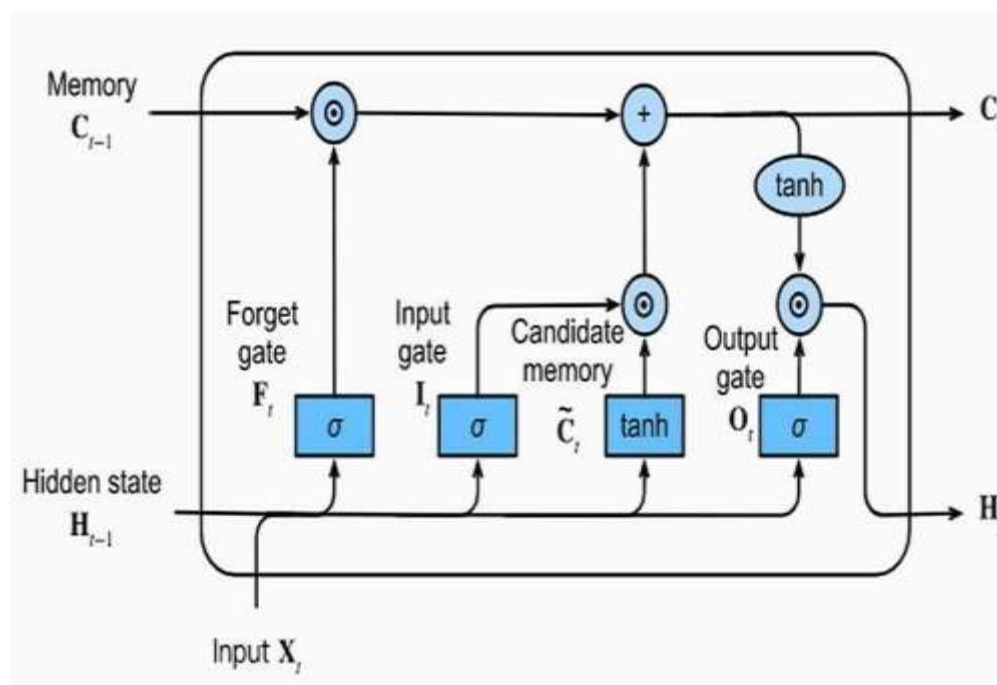 Memory
C_{t-1}
⊙
+
C
tanh
Forget
gate
F_t
Input
gate
I_t
⊙
Candidate
memory
C̃_t
⊙
Output
gate
O_t
σ
σ
tanh
σ
Hidden state
H_{t-1}
H
Input X_t